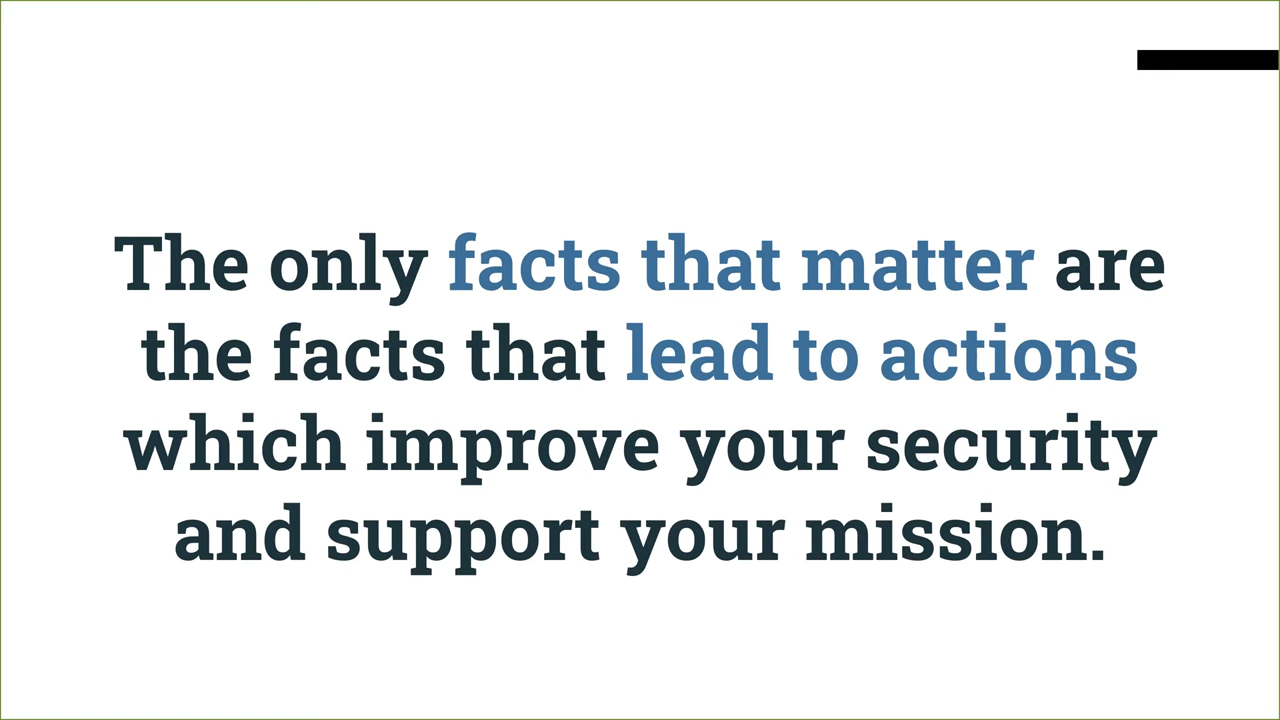 The only facts that matter are
the facts that lead to actions
which improve your security
and support your mission.